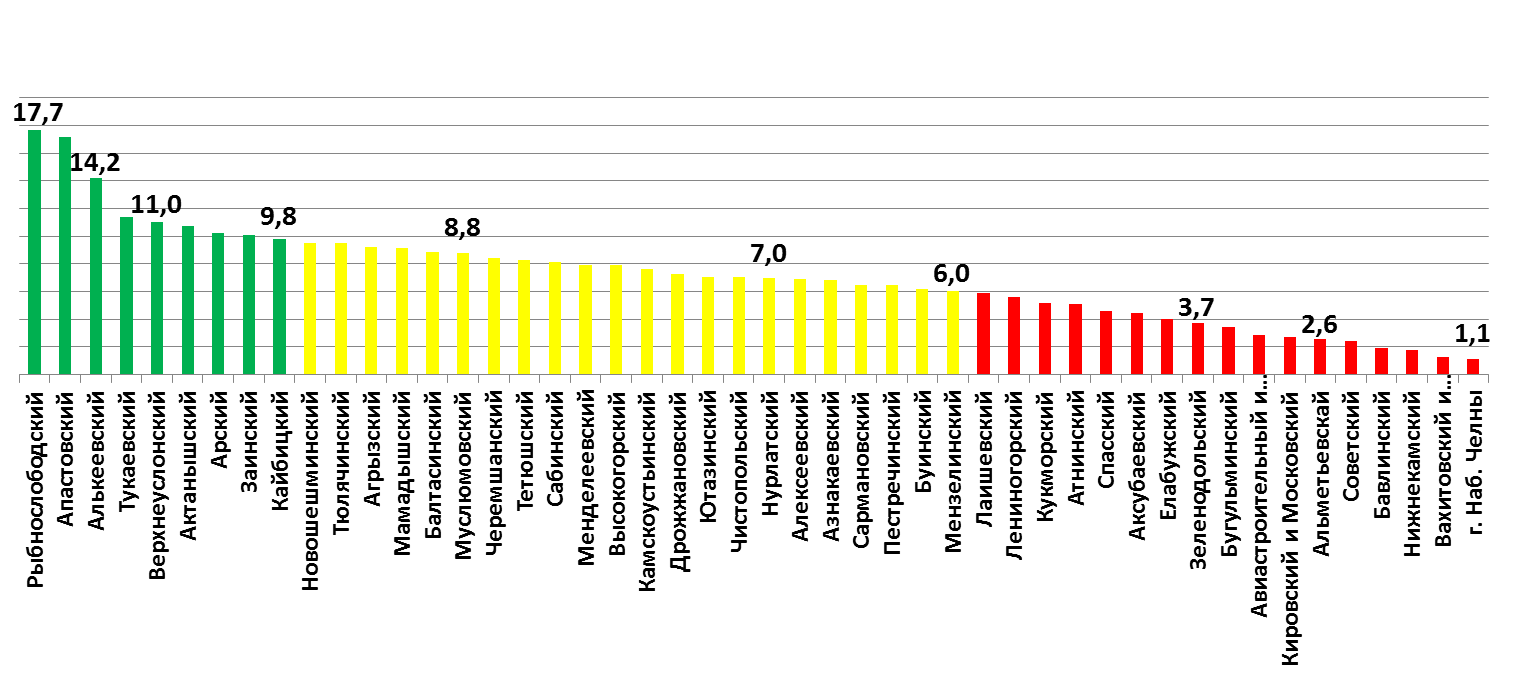 17,7
14,2
11,0
9,8
8,8
7,0
6,0
3,7
2,6
1,1
Рыбнослободский
Апастовский
Алькеевский
Тукаевский
Верхнеуслонский
Актанышский
Арский
Заинский
Кайбицкий
Новошешминский
Тюлячинский
Агрызский
Мамадышский
Балтасинский
Муслюмовский
Черемшанский
Тетюшский
Сабинский
Менделеевский
Высокогорский
Камскоустьинский
Дрожжановский
Ютазинский
Чистопольский
Нурлатский
Алексеевский
Азнакаевский
Сармановский
Пестречинский
Буинский
Мензелинский
Лаишевский
Лениногорский
Кукморский
Атнинский
Спасский
Аксубаевский
Елабужский
Зеленодольский
Бугульминский
Авиастроительный и…
Кировский и Московский
Альметьевскай
Советский
Бавлинский
Нижнекамский
Вахитовский и…
г. Наб. Челны